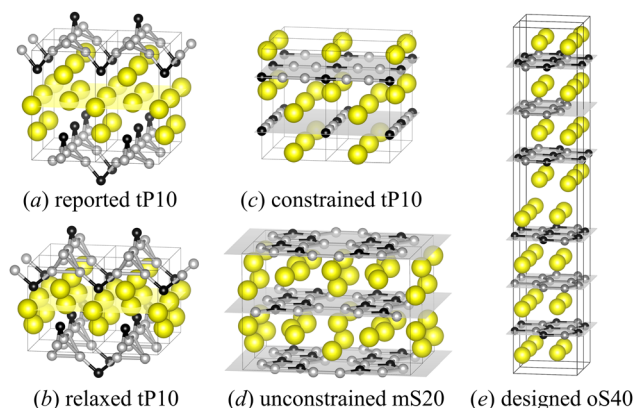 (a) reported tP10
(c) constrained tP10
(b) relaxed tP10
(d) unconstrained mS20
(e) designed oS40